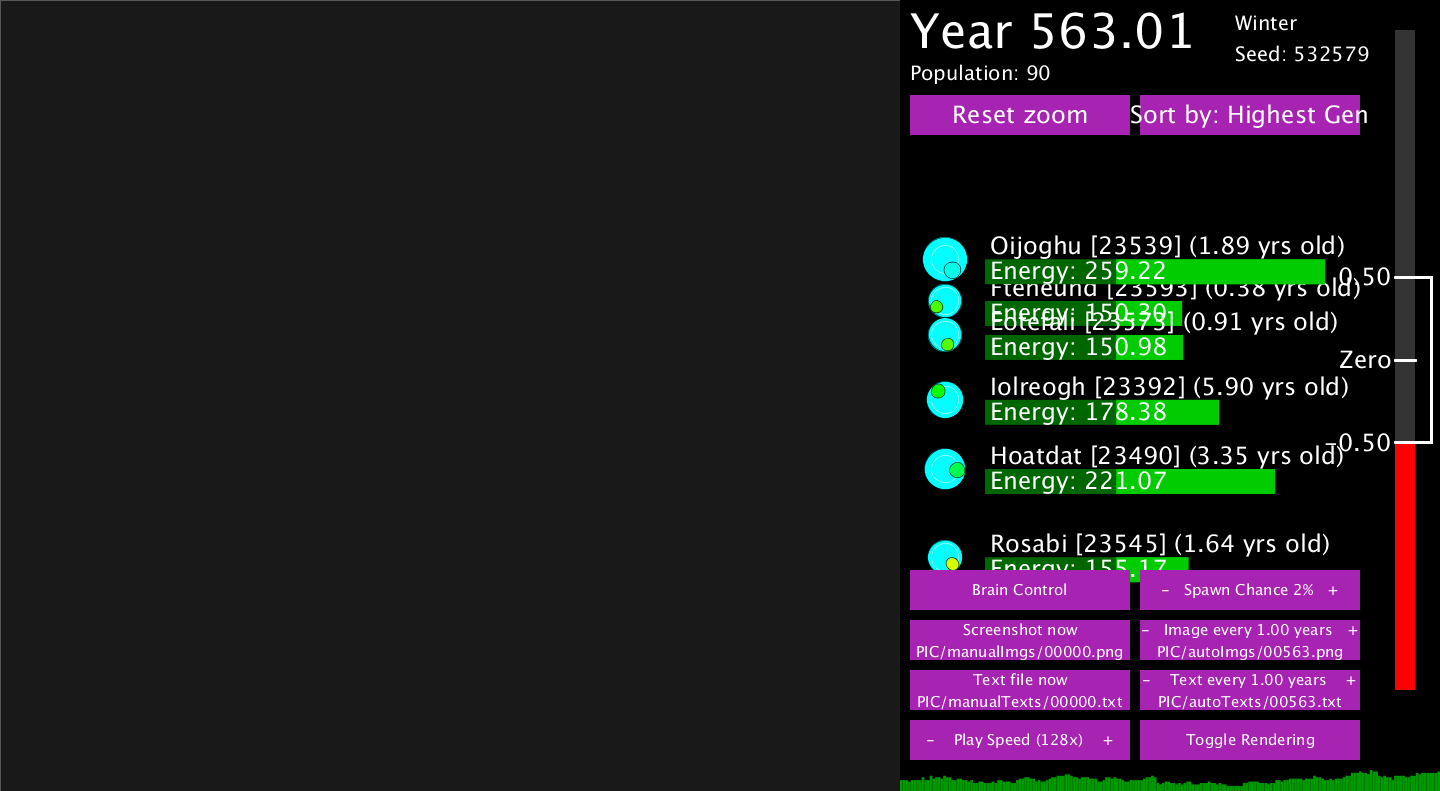 Year 563.01
Winter
Seed: 532579
Population: 90
Reset zoom
Sort by: Highest Gen
Oijoghu [23539] (1.89 yrs old)
Energy: 259.22
0.50
Fteneund [23593] (0.38 yrs old)
Energy: 150.30
[23573] (0.91 yrs old)
Energy: 150.98
Zero
Iolreogh [23392] (5.90 yrs old)
Energy: 178.38
-0.50
Hoatdat [23490] (3.35 yrs old)
Energy: 221.07
Rosabi [23545] (1.64 yrs old)
Energy: 155.17
Brain Control
- Spawn Chance 2% +
Screenshot now
PIC/manualImgs/00000.png
- Image every 1.00 years +
PIC/autoImgs/00563.png
Text file now
PIC/manualTexts/00000.txt
- Text every 1.00 years +
PIC/autoTexts/00563.txt
- Play Speed (128x) +
Toggle Rendering